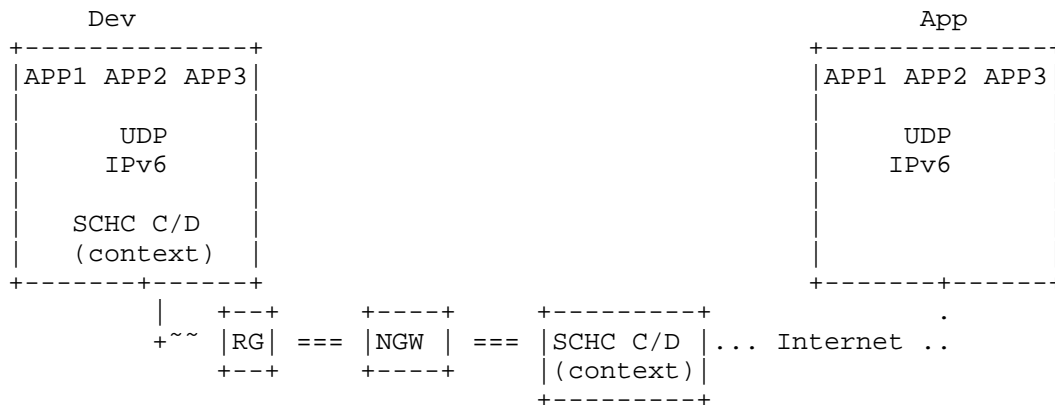 Dev App
APP1 APP2 APP3 APP1 APP2 APP3
UDP UDP
IPv6 IPv6
SCHC C/D
(context)
~~ RG === NGW === SCHC C/D ... Internet ..
(context)